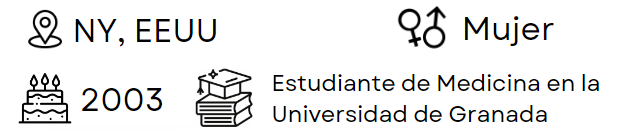 NY, EEUU
Mujer
2003
Estudiante de Medicina en la
Universidad de Granada